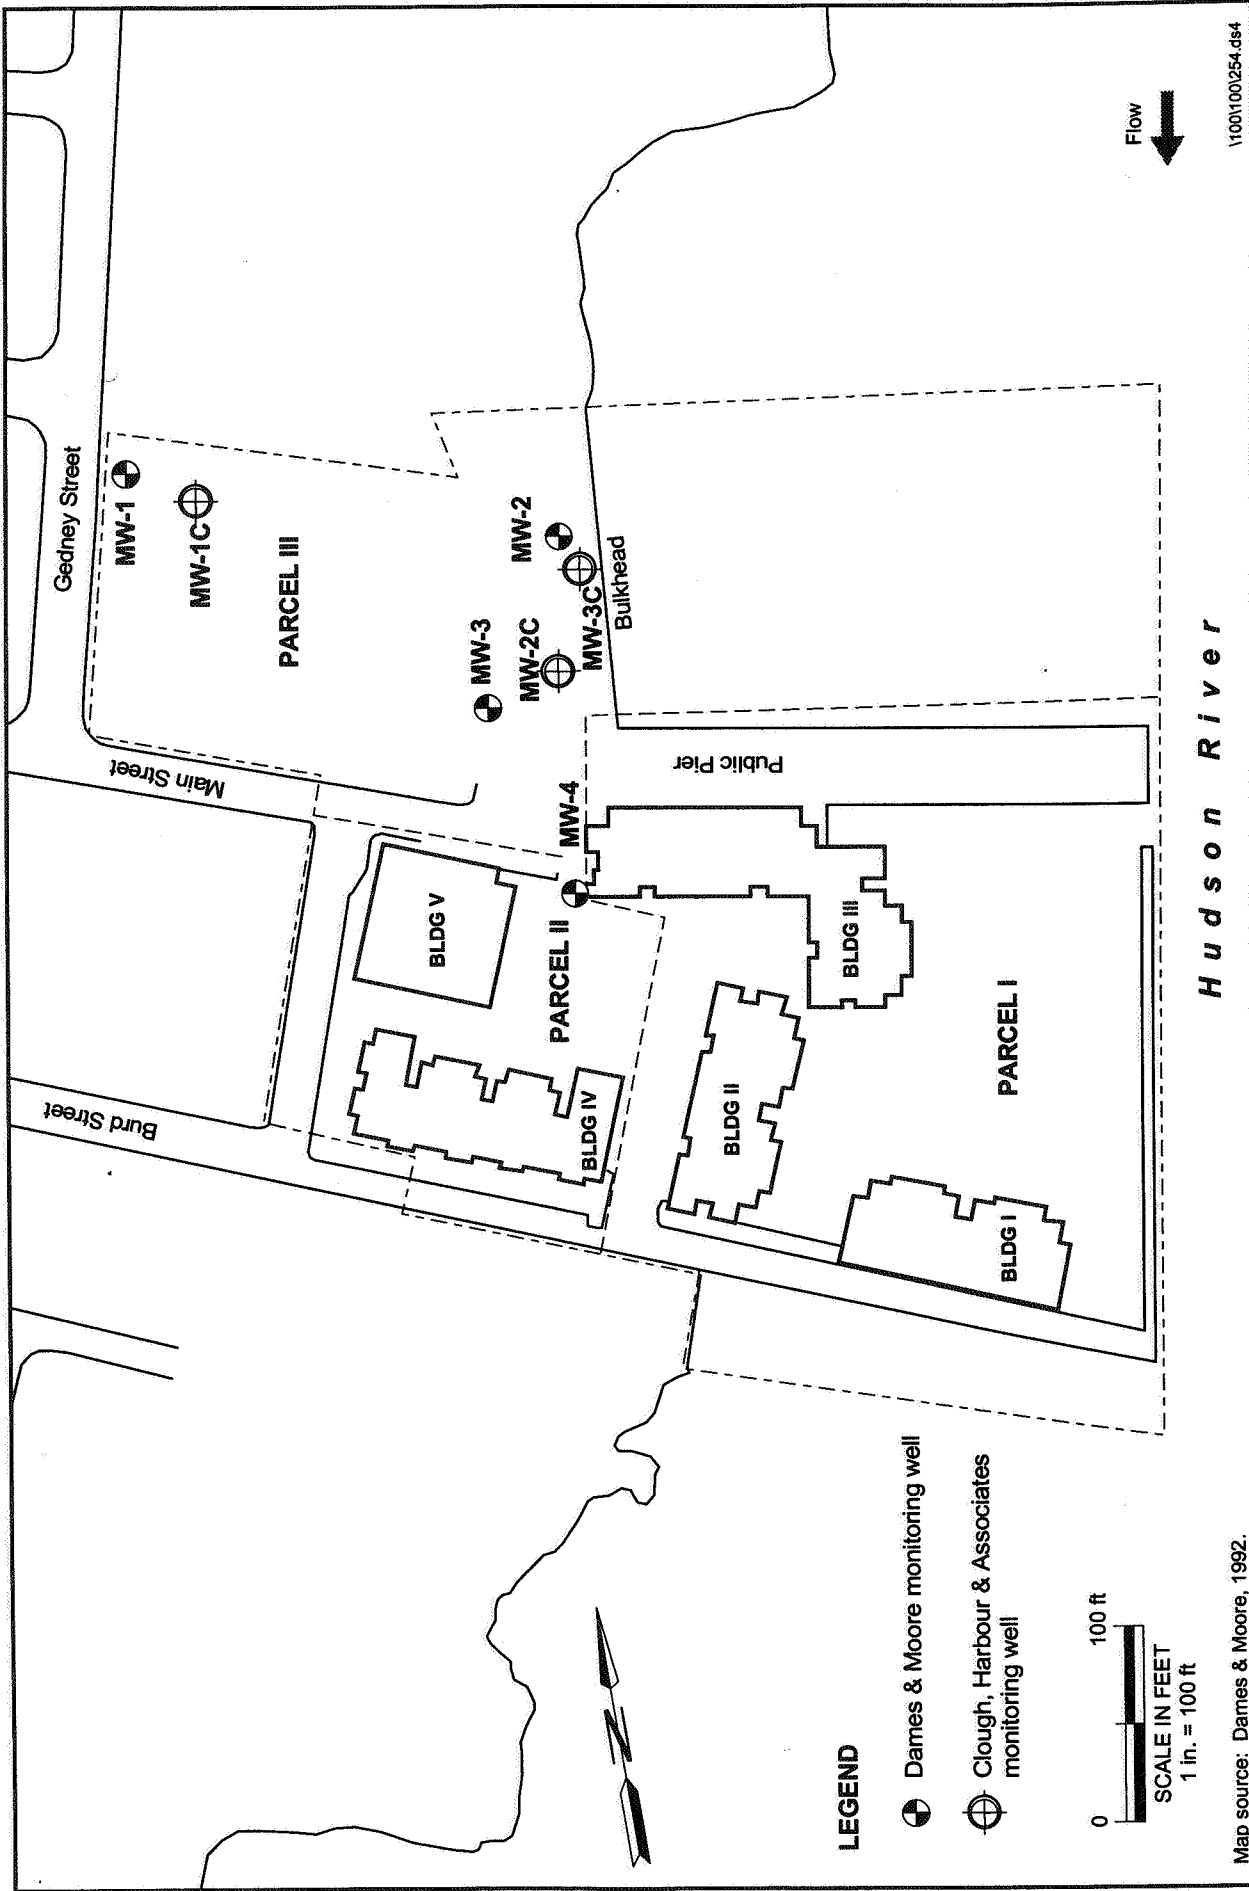 Gedney Street
MW-1
MW-1C
PARCEL III
MW-2
MW-3
MW-2C
MW-3C
Bulkhead
Main Street
Public Pier
MW-4
BLDG V
PARCEL II
BLDG III
Burd Street
BLDG IV
BLDG II
PARCEL I
BLDG I
Hudson River
Flow
N
LEGEND
Dames & Moore monitoring well
Clough, Harbour & Associates
monitoring well
0 100 ft
SCALE IN FEET
1 in. = 100 ft
Map source: Dames & Moore, 1992.
\100\100\254.ds4